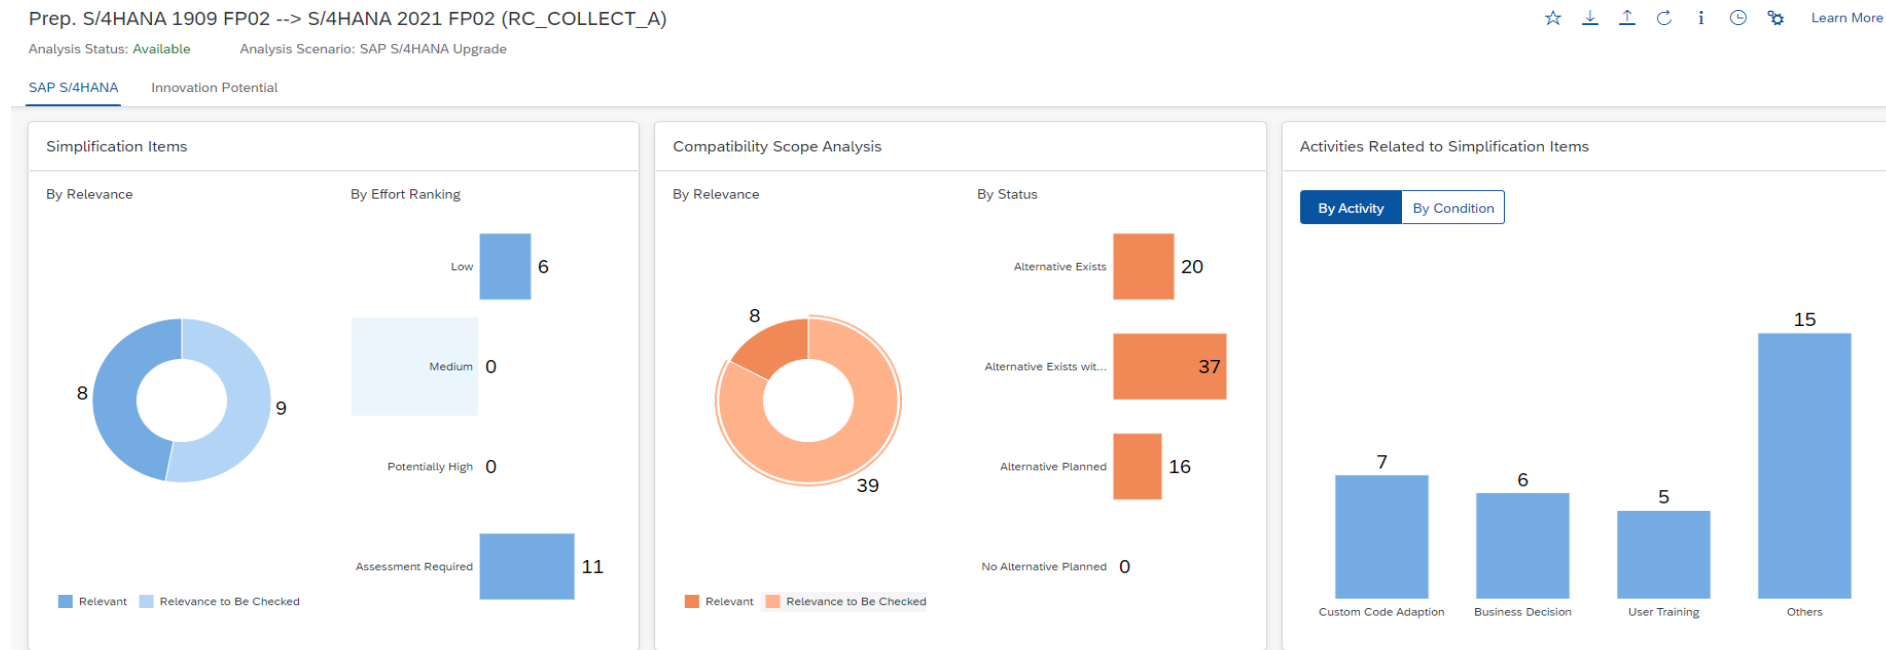 Prep. S/4HANA 1909 FP02 --> S/4HANA 2021 FP02 (RC_COLLECT_A)
Learn More
Analysis Status: Available
Analysis Scenario: SAP S/4HANA Upgrade
SAP S/4HANA
Innovation Potential
Simplification Items
By Relevance
8
9
Relevant
Relevance to Be Checked
By Effort Ranking
Low
6
Medium
0
Potentially High
0
Assessment Required
11
Compatibility Scope Analysis
By Relevance
8
39
Relevant
Relevance to Be Checked
By Status
Alternative Exists
20
Alternative Exists wit...
37
Alternative Planned
16
No Alternative Planned
0
Activities Related to Simplification Items
By Activity
By Condition
7
6
5
15
Custom Code Adaption
Business Decision
User Training
Others